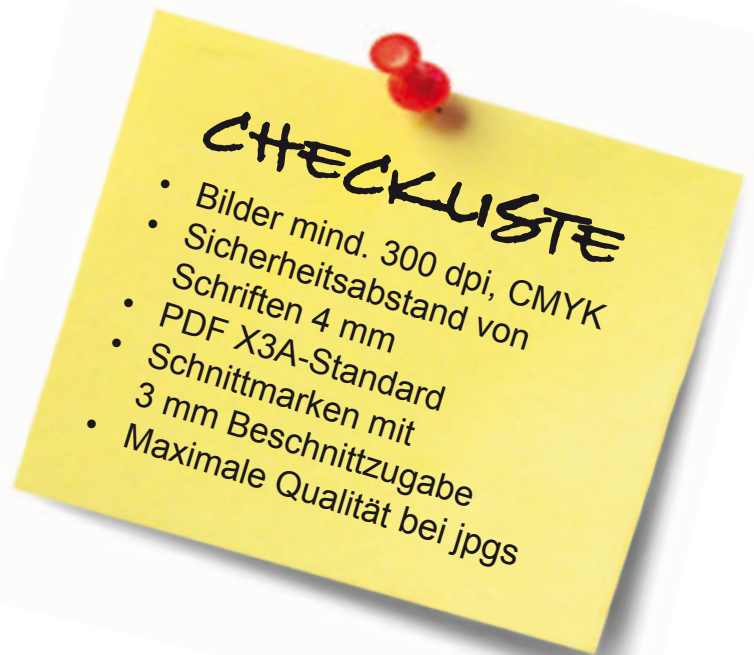 CHECKLISTE
• Bilder mind. 300 dpi, CMYK
• Sicherheitsabstand von
Schriften 4 mm
• PDF X3A-Standard
• Schnittmarken mit
3 mm Beschnittzugabe
• Maximale Qualität bei jpgs